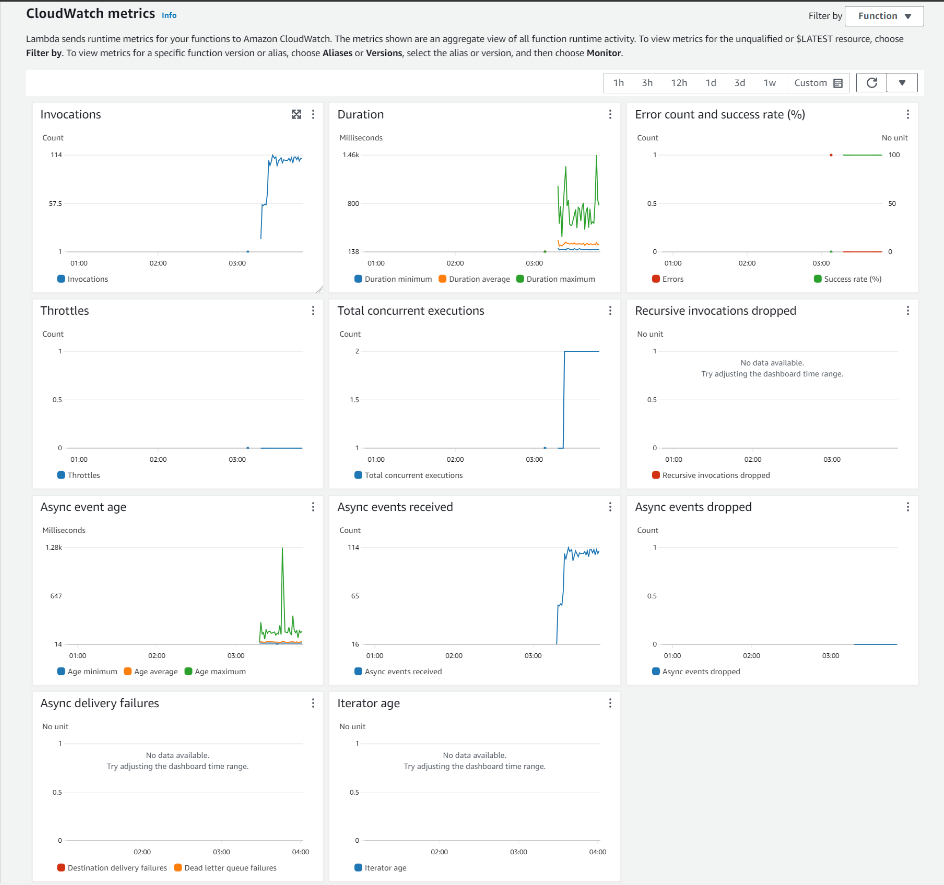 CloudWatch metrics Info
Filter by Function
Lambda sends runtime metrics for your functions to Amazon CloudWatch. The metrics shown are an aggregate view of all function runtime activity. To view metrics for the unqualified or $LATEST resource, choose
Filter by. To view metrics for a specific function version or alias, choose Aliases or Versions, select the alias or version, and then choose Monitor.
1h 3h 12h 1d 3d 1w Custom
Invocations
Count
114
57.5
1
01:00 02:00 03:00
Invocations
Duration
Milliseconds
1.46k
800
138
01:00 02:00 03:00
Duration minimum Duration average Duration maximum
Error count and success rate (%)
Count No unit
1 100
0.5 50
0 0
01:00 02:00 03:00
Errors Success rate (%)
Throttles
Count
1
0.5
0
01:00 02:00 03:00
Throttles
Total concurrent executions
Count
2
1.5
1
01:00 02:00 03:00
Total concurrent executions
Recursive invocations dropped
No unit
1
No data available.
Try adjusting the dashboard time range.
0.5
0
01:00 02:00 03:00
Recursive invocations dropped
Async event age
Milliseconds
1.28k
647
14
01:00 02:00 03:00
Age minimum Age average Age maximum
Async events received
Count
114
65
16
01:00 02:00 03:00
Async events received
Async events dropped
Count
1
0.5
0
01:00 02:00 03:00
Async events dropped
Async delivery failures
No unit
1
No data available.
Try adjusting the dashboard time range.
0.5
0
02:00 03:00 04:00
Destination delivery failures Dead letter queue failures
Iterator age
No unit
1
No data available.
Try adjusting the dashboard time range.
0.5
0
02:00 03:00 04:00
Iterator age